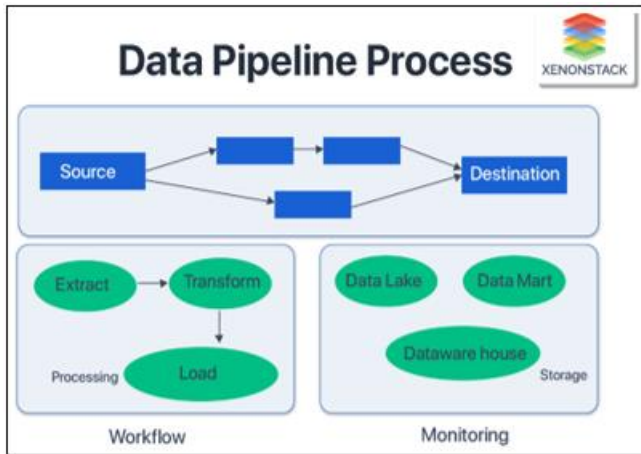 Data Pipeline Process
XENONSTACK
Source
Destination
Extract
Transform
Processing
Load
Data Lake
Data Mart
Dataware house
Storage
Workflow
Monitoring